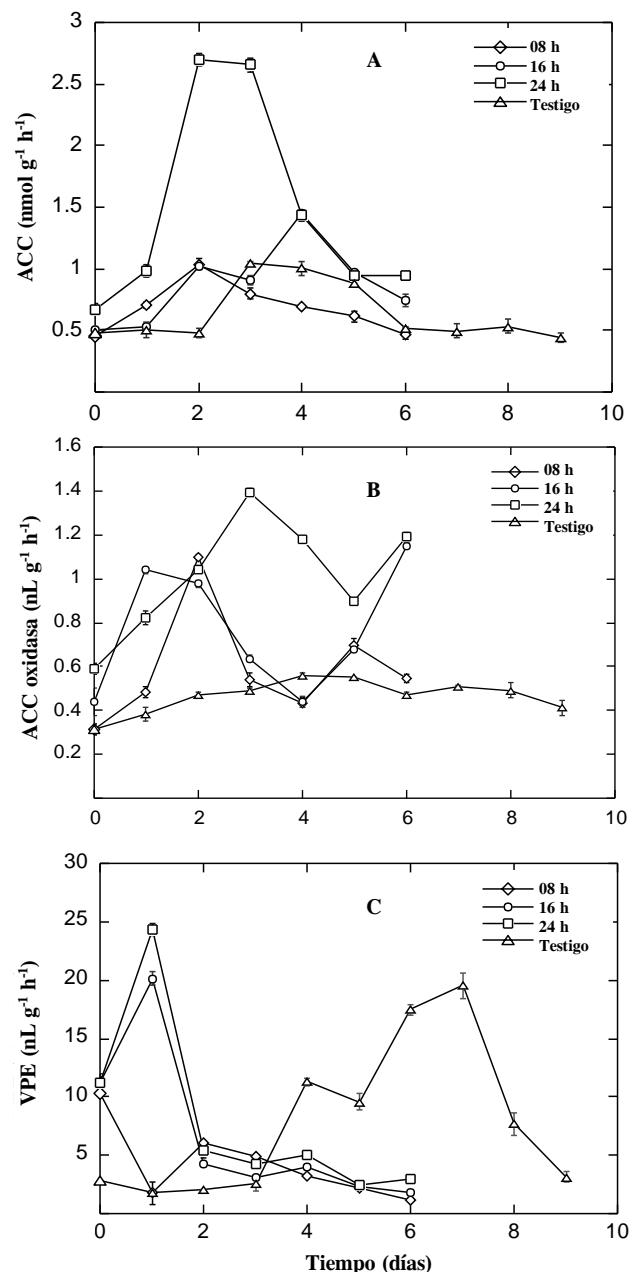 3
A
08 h
16 h
24 h
Testigo
2.5
2
1.5
1
0.5
ACC (nmol g-1 h-1)
0 2 4 6 8 10
1.6
B
08 h
16 h
24 h
Testigo
1.4
1.2
1
0.8
0.6
0.4
0.2
ACC oxidasa (nL g-1 h-1)
0 2 4 6 8 10
30
C
08 h
16 h
24 h
Testigo
25
20
15
10
5
VPE (nL g-1 h-1)
0 2 4 6 8 10
Tiempo (días)